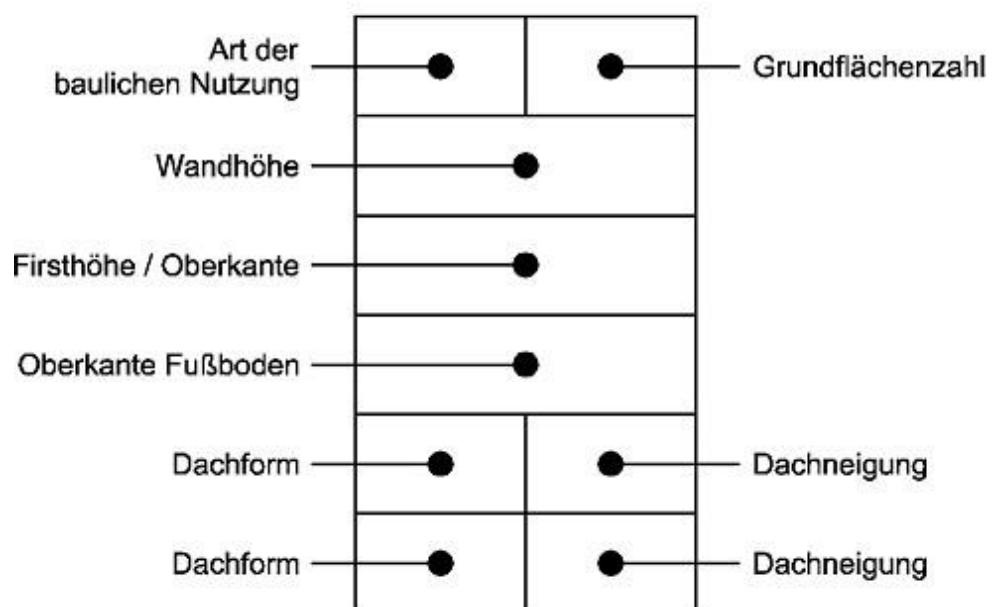 Art der
baulichen Nutzung
Grundflächenzahl
Wandhöhe
Firsthöhe / Oberkante
Oberkante Fußboden
Dachform
Dachneigung
Dachform
Dachneigung